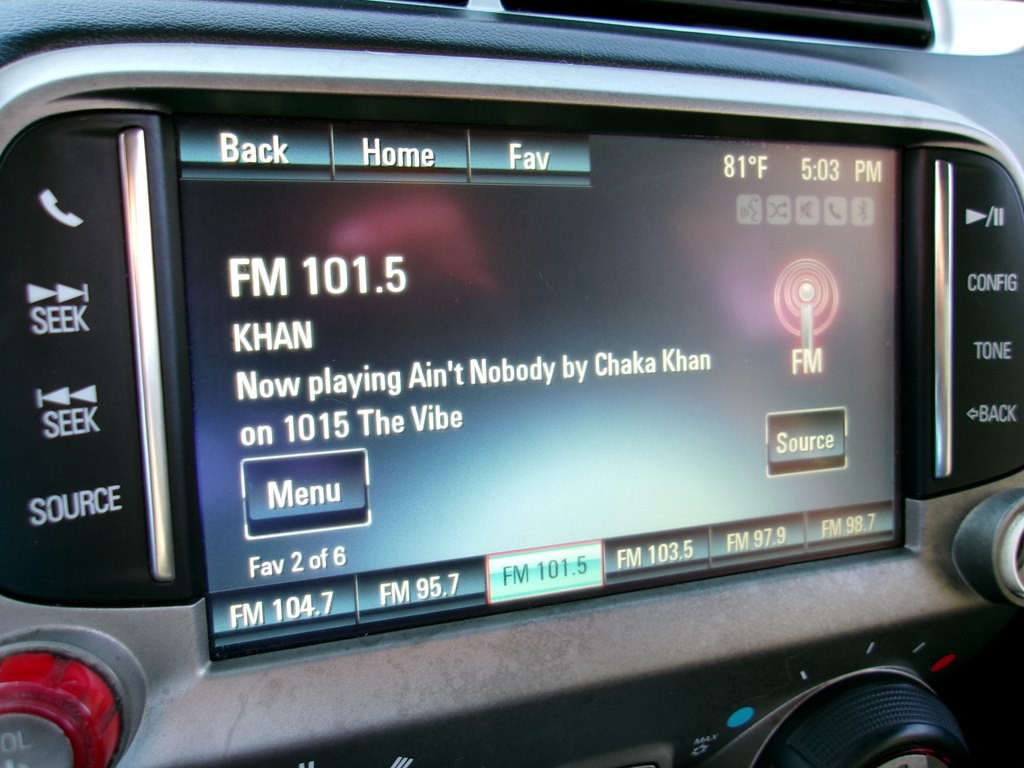 Back Home Fav 81°F 5:03 PM
FM 101.5
KHAN
Now playing Ain't Nobody by Chaka Khan
on 1015 The Vibe
FM
Menu
Source
Fav 2 of 6
FM 104.7 FM 95.7 FM 101.5 FM 103.5 FM 97.9 FM 98.7
SEEK
SEEK
SOURCE
CONFIG
TONE
BACK
OL
MAX